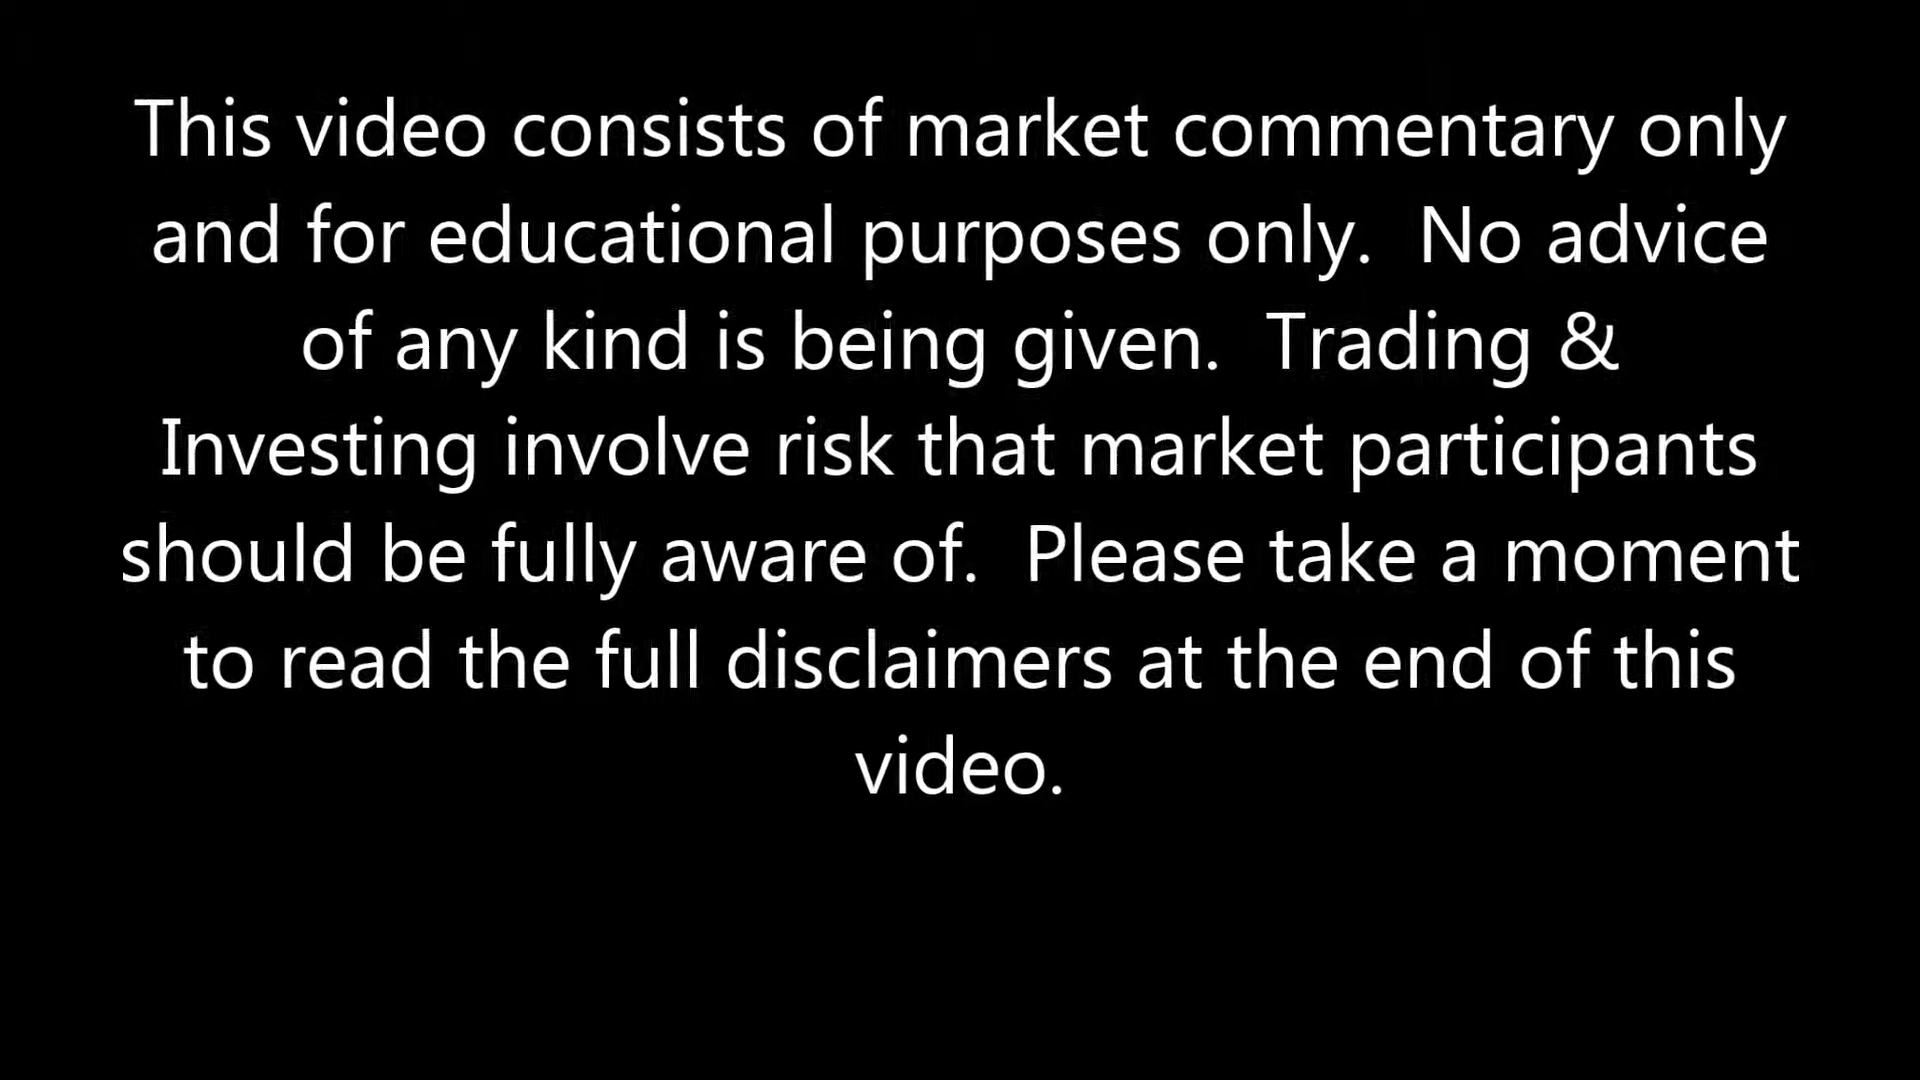 This video consists of market commentary only
and for educational purposes only.  No advice
of any kind is being given.  Trading &
Investing involve risk that market participants
should be fully aware of.  Please take a moment
to read the full disclaimers at the end of this
video.